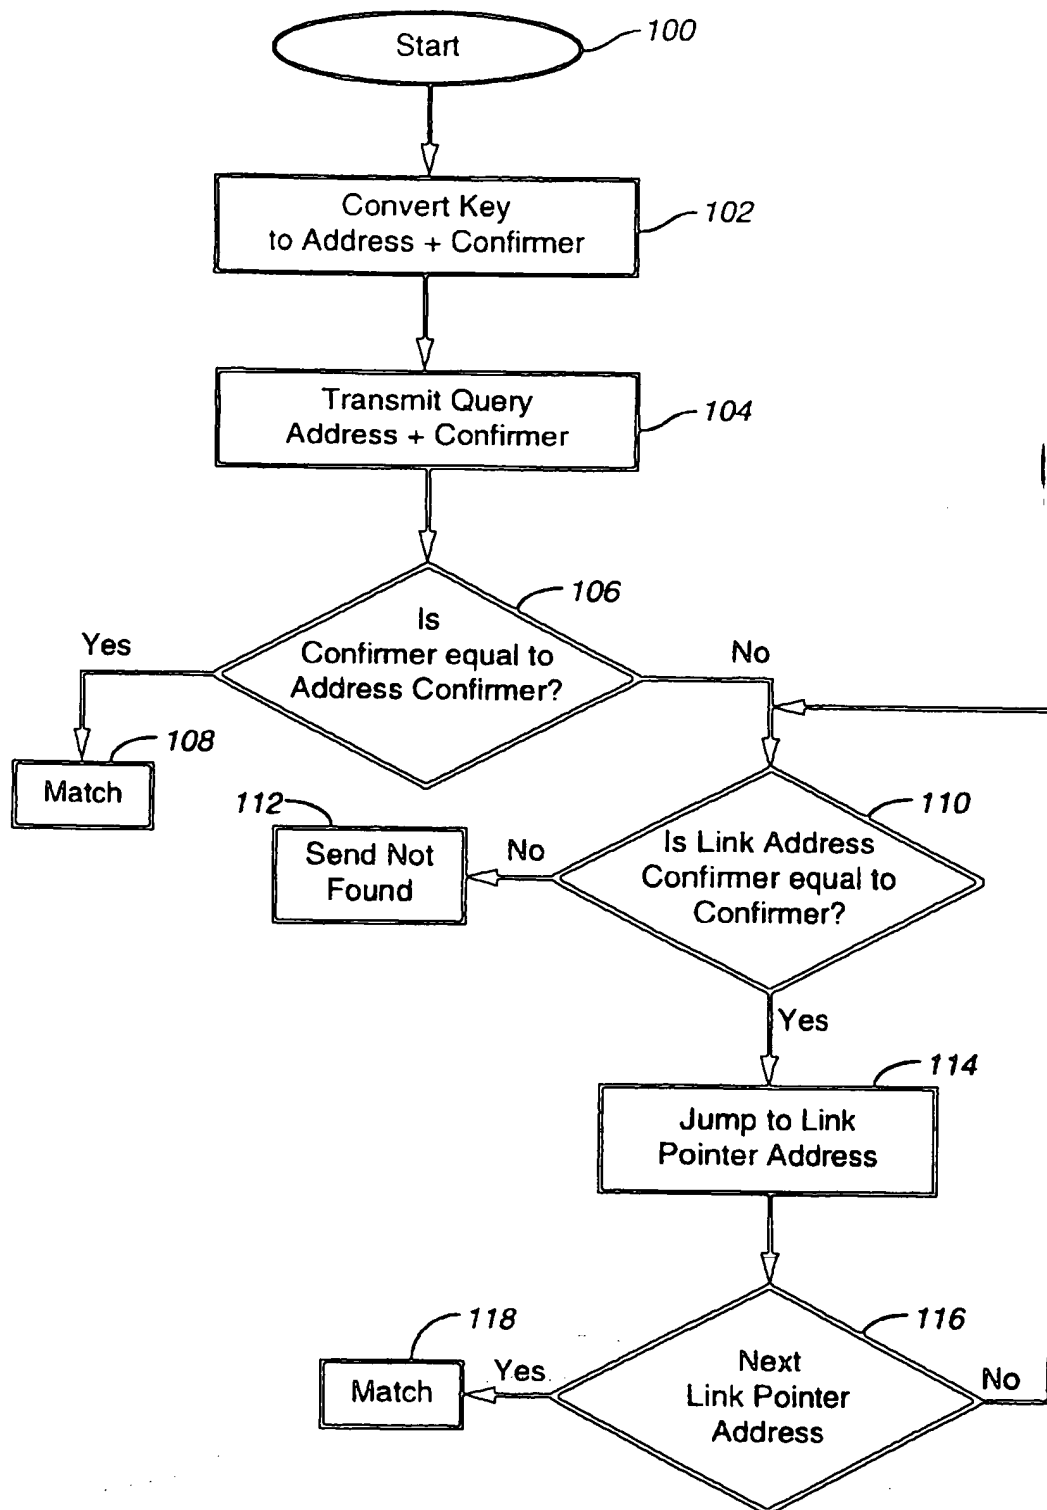 Start
100
Convert Key
to Address + Confirmer
102
Transmit Query
Address + Confirmer
104
Is
Confirmer equal to
Address Confirmer?
106
Yes
No
Match
108
Is Link Address
Confirmer equal to
Confirmer?
110
112
Send Not
Found
No
Yes
Jump to Link
Pointer Address
114
Next
Link Pointer
Address
116
118
Match
Yes
No